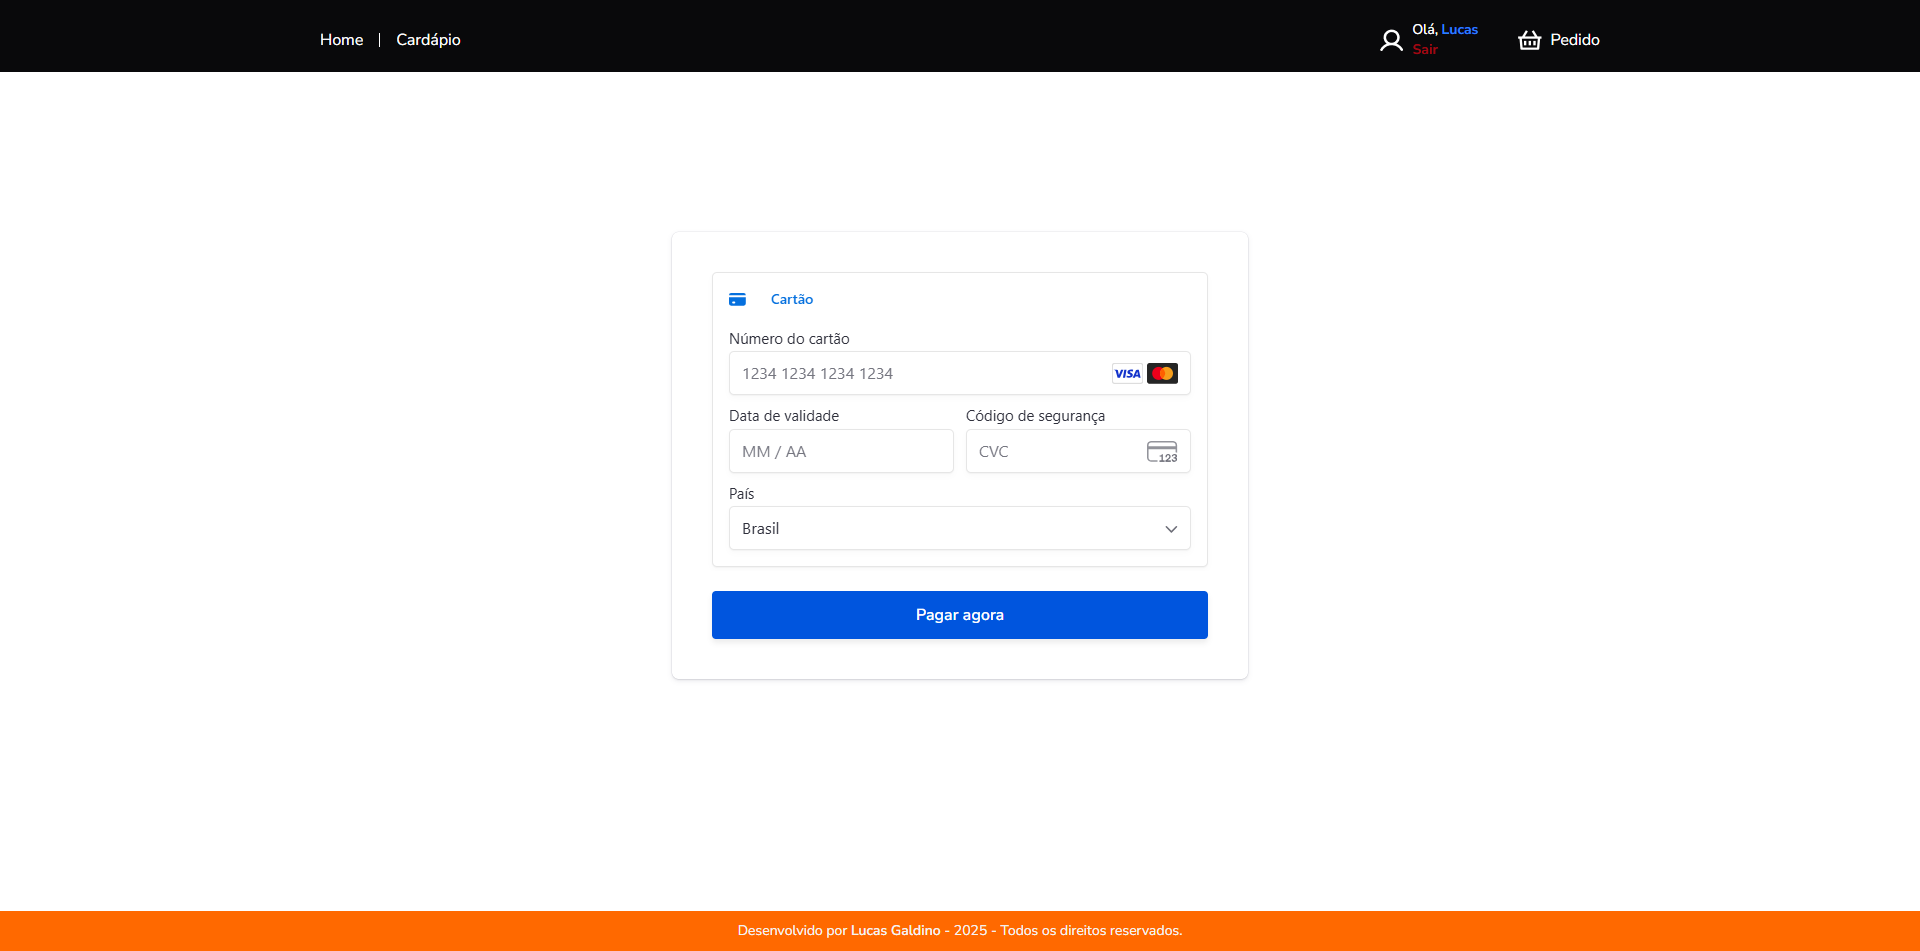 Home | Cardápio
Olá, Lucas
Sair
Pedido
Cartão
Número do cartão
1234 1234 1234 1234 VISA
Data de validade
MM / AA
Código de segurança
CVC 123
País
Brasil
Pagar agora
Desenvolvido por Lucas Galdino - 2025 - Todos os direitos reservados.